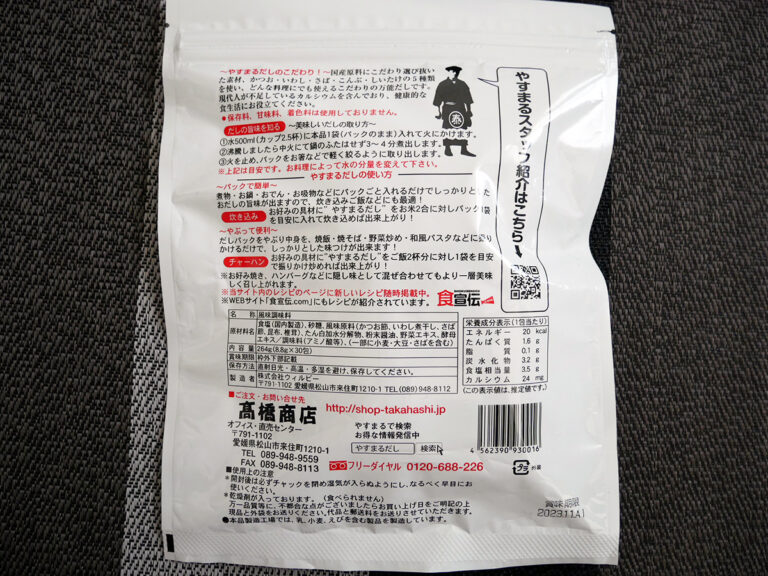 ～やすまるだしのこだわり！～国産原料にこだわり選び抜い
た素材、かつお・いわし・さば・こんぶ・しいたけの5種類
を使い、どんな料理にでも使えるこだわりの万能だしです。
現代人が不足しているカルシウムを含んでおり、健康的な
食生活にお役立てください。
●保存料、甘味料、着色料は使用しておりません。
だしの旨味を知る ～美味しいだしの取り方～
①水500ml(カップ2.5杯)に本品1袋(パックのまま)入れて火にかけます。
②沸騰しましたら中火にて鍋のふたはせず3～4分煮出します。
③火を止め、パックをお箸などで軽く絞るように取り出します。
※上記は目安です。お料理によって水の分量を変えて下さい。
やすまるだしの使い方
～パックで簡単～
煮物・お鍋・おでん・お吸物などにパックごと入れるだけでしっかりと
おだしの旨味が出ますので、炊き込みご飯などにも最適！
炊き込み お好みの具材に"やすまるだし"をお米2合に対しパック1袋
を目安に入れて炊き込めば出来上がり！
～やぶって便利～
だしパックをやぶり中身を、焼飯・焼そば・野菜炒め・和風パスタなどに
かけるだけで、しっかりとした味つけが出来ます！
チャーハン お好みの具材に"やすまるだし"をご飯2杯分に対し1袋を目安
で振りかけ炒めれば出来上がり！
※お好み焼き、ハンバーグなどに隠し味として混ぜ合わせてもより一層美味
しく召し上がれます。
※当サイト内のレシピのページに新しいレシピ随時掲載中。
※WEBサイト「食宣伝.com」にもレシピが紹介されています。
食宣伝
泰
やすまるスタッフ紹介はこちら
名 称 風味調味料
原材料名 食塩(国内製造)、砂糖、風味原料(かつお節、いわし煮干し、さば
節、昆布、椎茸)、たん白加水分解物、粉末醤油、野菜エキス、酵母
エキス／調味料(アミノ酸等)、(一部に小麦・大豆・さばを含む)
内 容 量 264g(8.8g×30包)
賞味期限 枠外下部記載
保存方法 直射日光・高温・多湿を避け、保存してください。
製 造 者 株式会社ウィルビー
〒791-1102 愛媛県松山市来住町1210-1 TEL(089)948-8112
栄養成分表示(1包当たり)
エネルギー 20 kcal
たんぱく質 1.6 g
脂質 0.1 g
炭水化物 3.2 g
食塩相当量 3.5 g
カルシウム 24 mg
(この表示値は、推定値です。)
■ご注文・お問い合せ先
髙橋商店
http://shop-takahashi.jp
オフィス・直売センター
〒791-1102
愛媛県松山市来住町1210-1
TEL 089-948-9559
FAX 089-948-8113
やすまるで検索
お得な情報発信中
やすまるだし 検索
フリーダイヤル 0120-688-226
4 562390 930016
プラ 外装
■使用上の注意
*開封後は必ずチャックを閉め湿気が入らぬようにし、なるべく早目にお
使いください。
*乾燥剤が入っております。(食べられません)
万一品質等に、不都合な点がございましたらお買い上げ日をご明記の上
現品と外袋をお送りください。代品と郵送料をお送りさせていただきます。
●本品製造工場では、乳、小麦、えびを含む製品を製造しています。
賞味期限
2023.11.A1